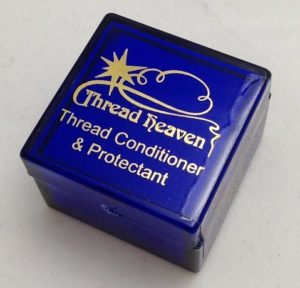 Thread Heaven
Thread Conditioner
& Protectant